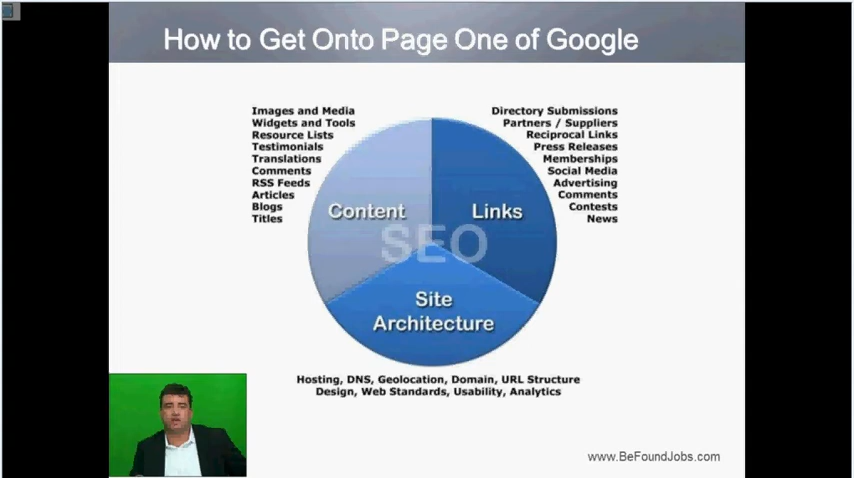 How to Get Onto Page One of Google
Images and Media
Widgets and Tools
Resource Lists
Testimonials
Translations
Comments
RSS Feeds
Articles
Blogs
Titles
Directory Submissions
Partners / Suppliers
Reciprocal Links
Press Releases
Memberships
Social Media
Advertising
Comments
Contests
News
Content
Links
SEO
Site
Architecture
Hosting, DNS, Geolocation, Domain, URL Structure
Design, Web Standards, Usability, Analytics
www.BeFoundJobs.com